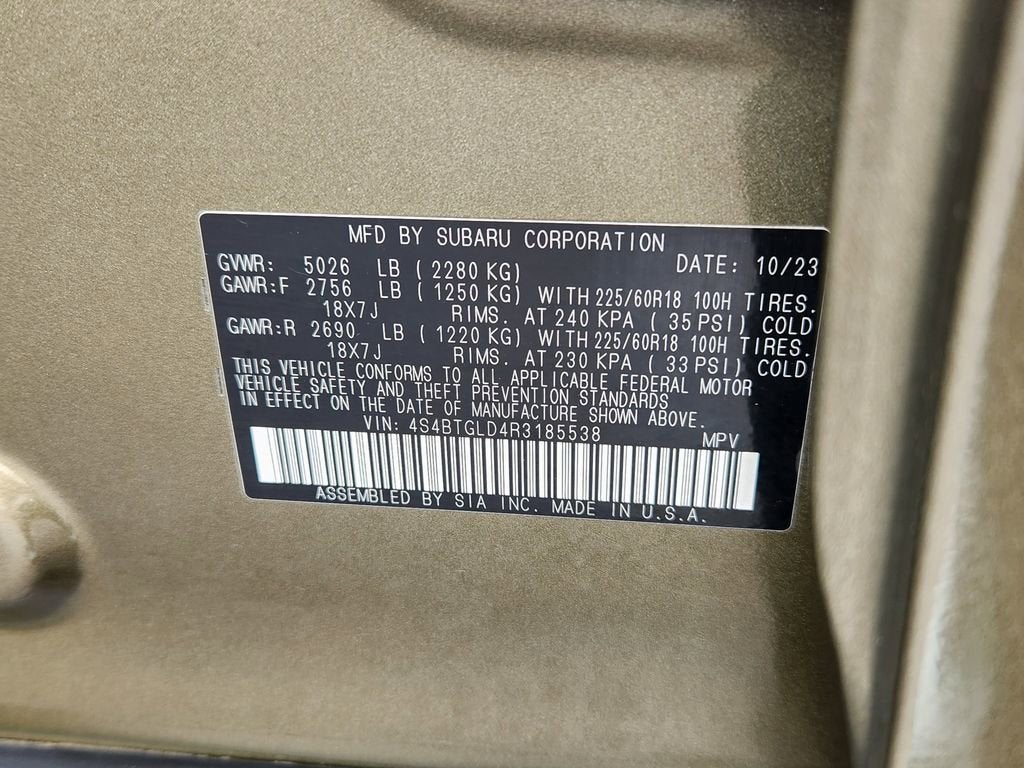 MFD BY SUBARU CORPORATION
GVWR: 5026 LB ( 2280 KG) DATE: 10/23
GAWR:F 2756 LB ( 1250 KG) WITH 225/60R18 100H TIRES.
18X7J RIMS. AT 240 KPA ( 35 PSI) COLD
GAWR:R 2690 LB ( 1220 KG) WITH 225/60R18 100H TIRES.
18X7J RIMS. AT 230 KPA ( 33 PSI) COLD
THIS VEHICLE CONFORMS TO ALL APPLICABLE FEDERAL MOTOR
VEHICLE SAFETY AND THEFT PREVENTION STANDARDS
IN EFFECT ON THE DATE OF MANUFACTURE SHOWN ABOVE.
VIN: 4S4BTGLD4R3185538 MPV
ASSEMBLED BY SIA INC. MADE IN U.S.A.